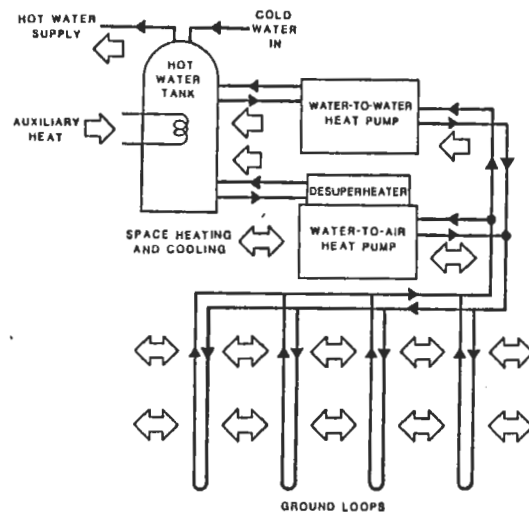 HOT WATER
SUPPLY
COLD
WATER
IN
HOT
WATER
TANK
WATER-TO-WATER
HEAT PUMP
AUXILIARY
HEAT
DESUPERHEATER
SPACE HEATING
AND COOLING
WATER-TO-AIR
HEAT PUMP
GROUND LOOPS